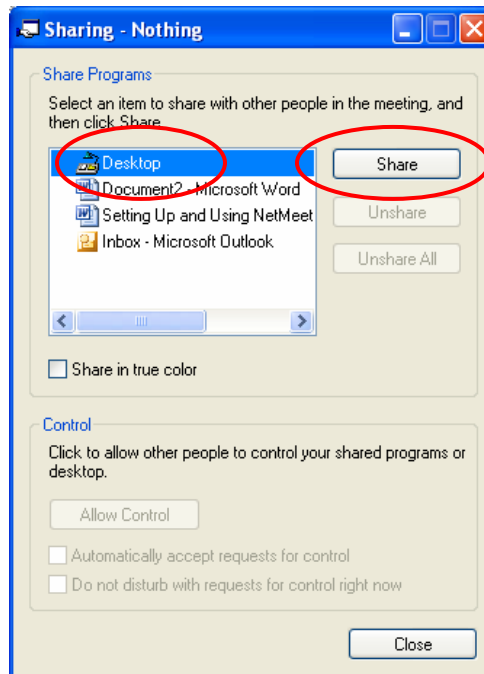 Sharing - Nothing
Share Programs
Select an item to share with other people in the meeting, and
then click Share.
Desktop
Share
Document2 - Microsoft Word
Setting Up and Using NetMeet
Unshare
Inbox - Microsoft Outlook
Unshare All
Share in true color
Control
Click to allow other people to control your shared programs or
desktop.
Allow Control
Automatically accept requests for control
Do not disturb with requests for control right now
Close